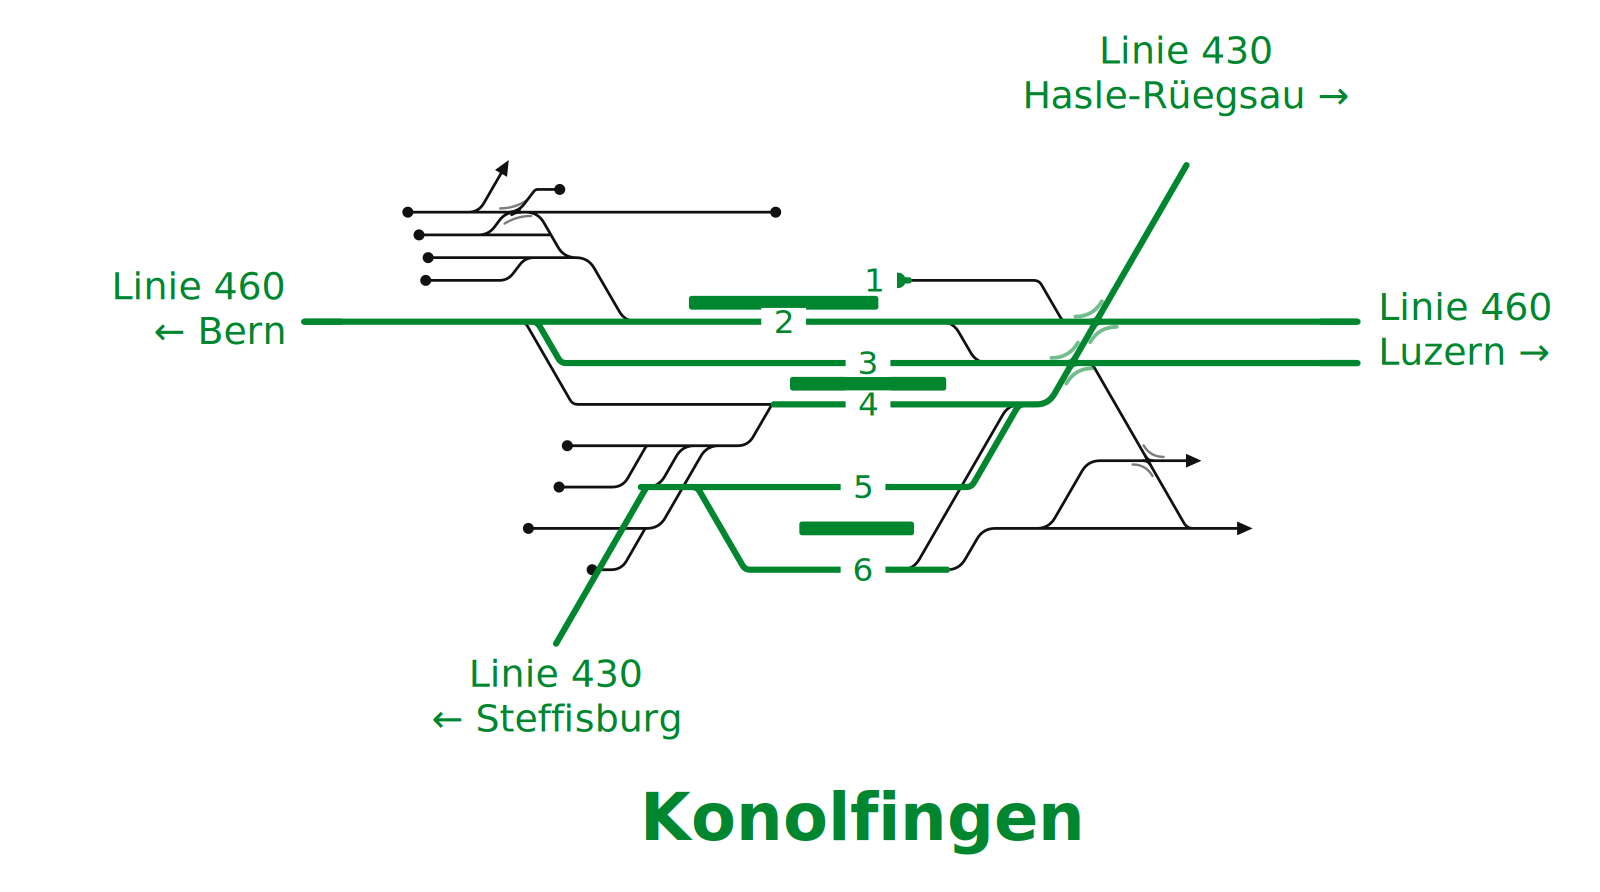 Linie 430
Hasle-Rüegsau →
Linie 460
← Bern
1
2
3
4
5
6
Linie 460
Luzern →
Linie 430
← Steffisburg
Konolfingen